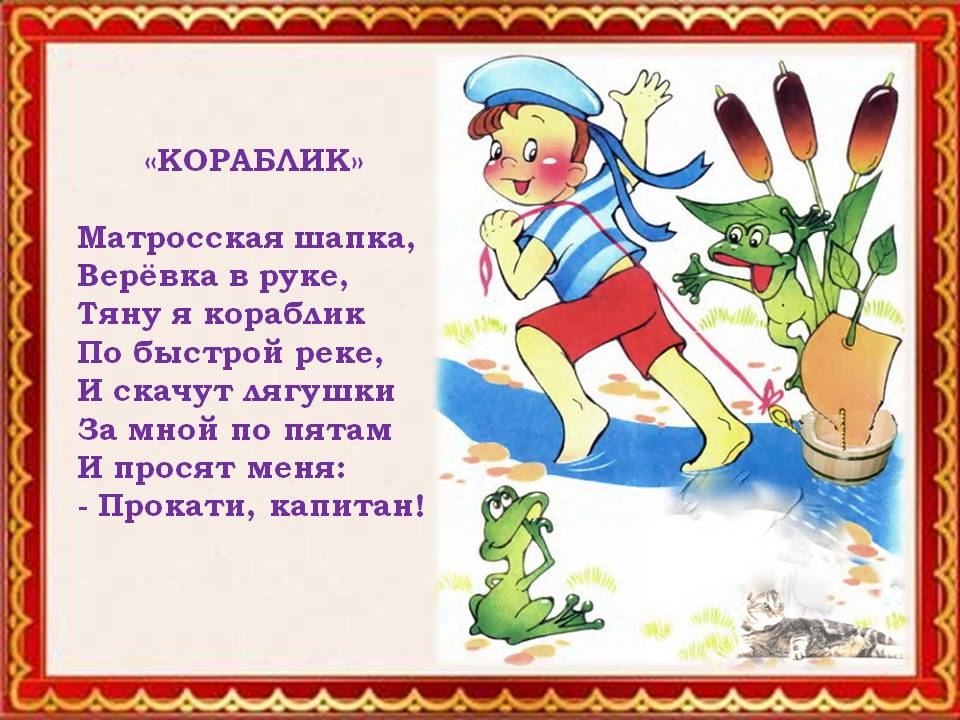 «КОРАБЛИК»
Матросская шапка,
Верёвка в руке,
Тяну я кораблик
По быстрой реке,
И скачут лягушки
За мной по пятам
И просят меня:
- Прокати, капитан!